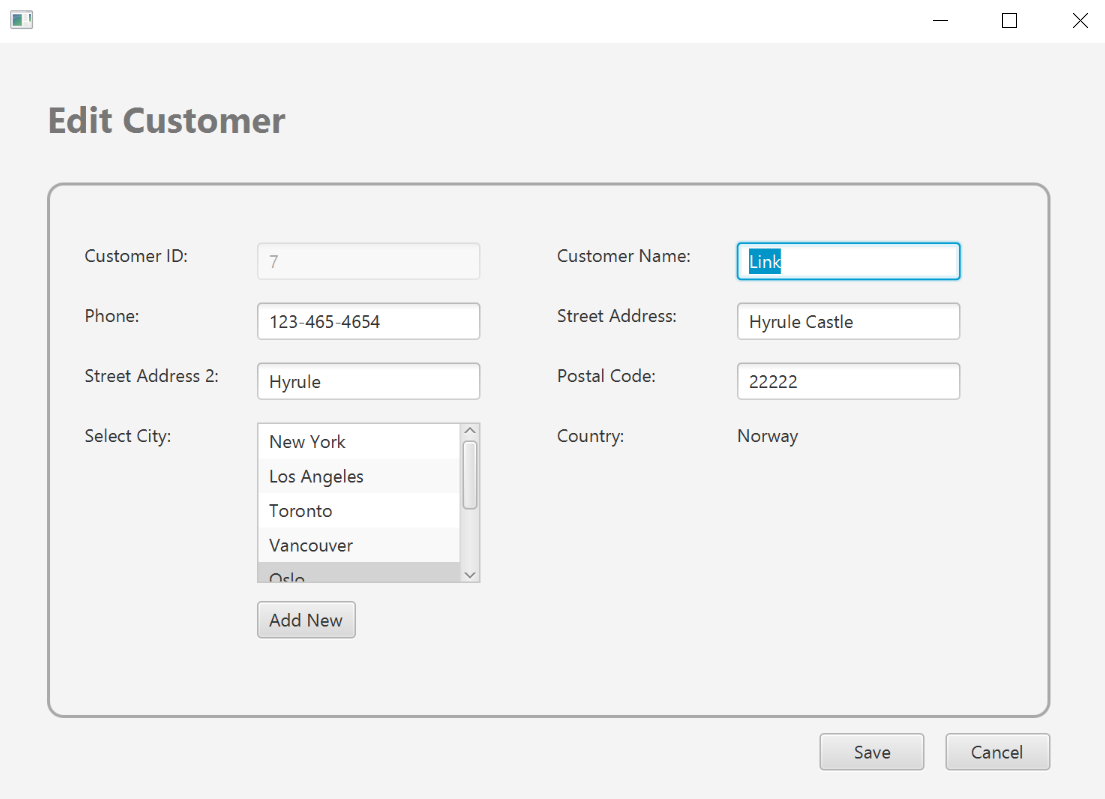 Edit Customer
Customer ID: 7 Customer Name: Link
Phone: 123-465-4654 Street Address: Hyrule Castle
Street Address 2: Hyrule Postal Code: 22222
Select City: New York Country: Norway
Los Angeles
Toronto
Vancouver
Oslo
Add New
Save Cancel